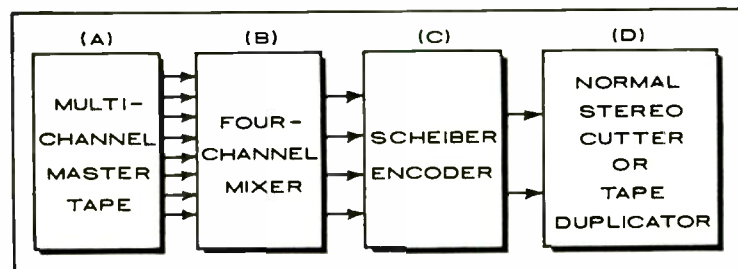 (A)
(B)
(C)
(D)
MULTI-
CHANNEL
MASTER
TAPE
FOUR-
CHANNEL
MIXER
SCHEIBER
ENCODER
NORMAL
STEREO
CUTTER
OR
TAPE
DUPLICATOR